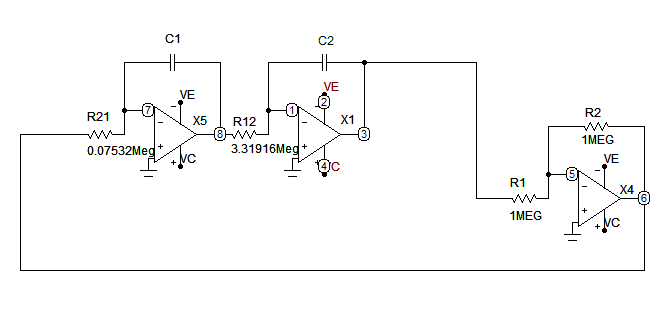 C1
C2
VE
VE
R21
7
1
2
X5
R12
X1
8
3
0.07532Meg
3.31916Meg
VC
4
C
R2
1MEG
VE
R1
5
X4
1MEG
6
VC